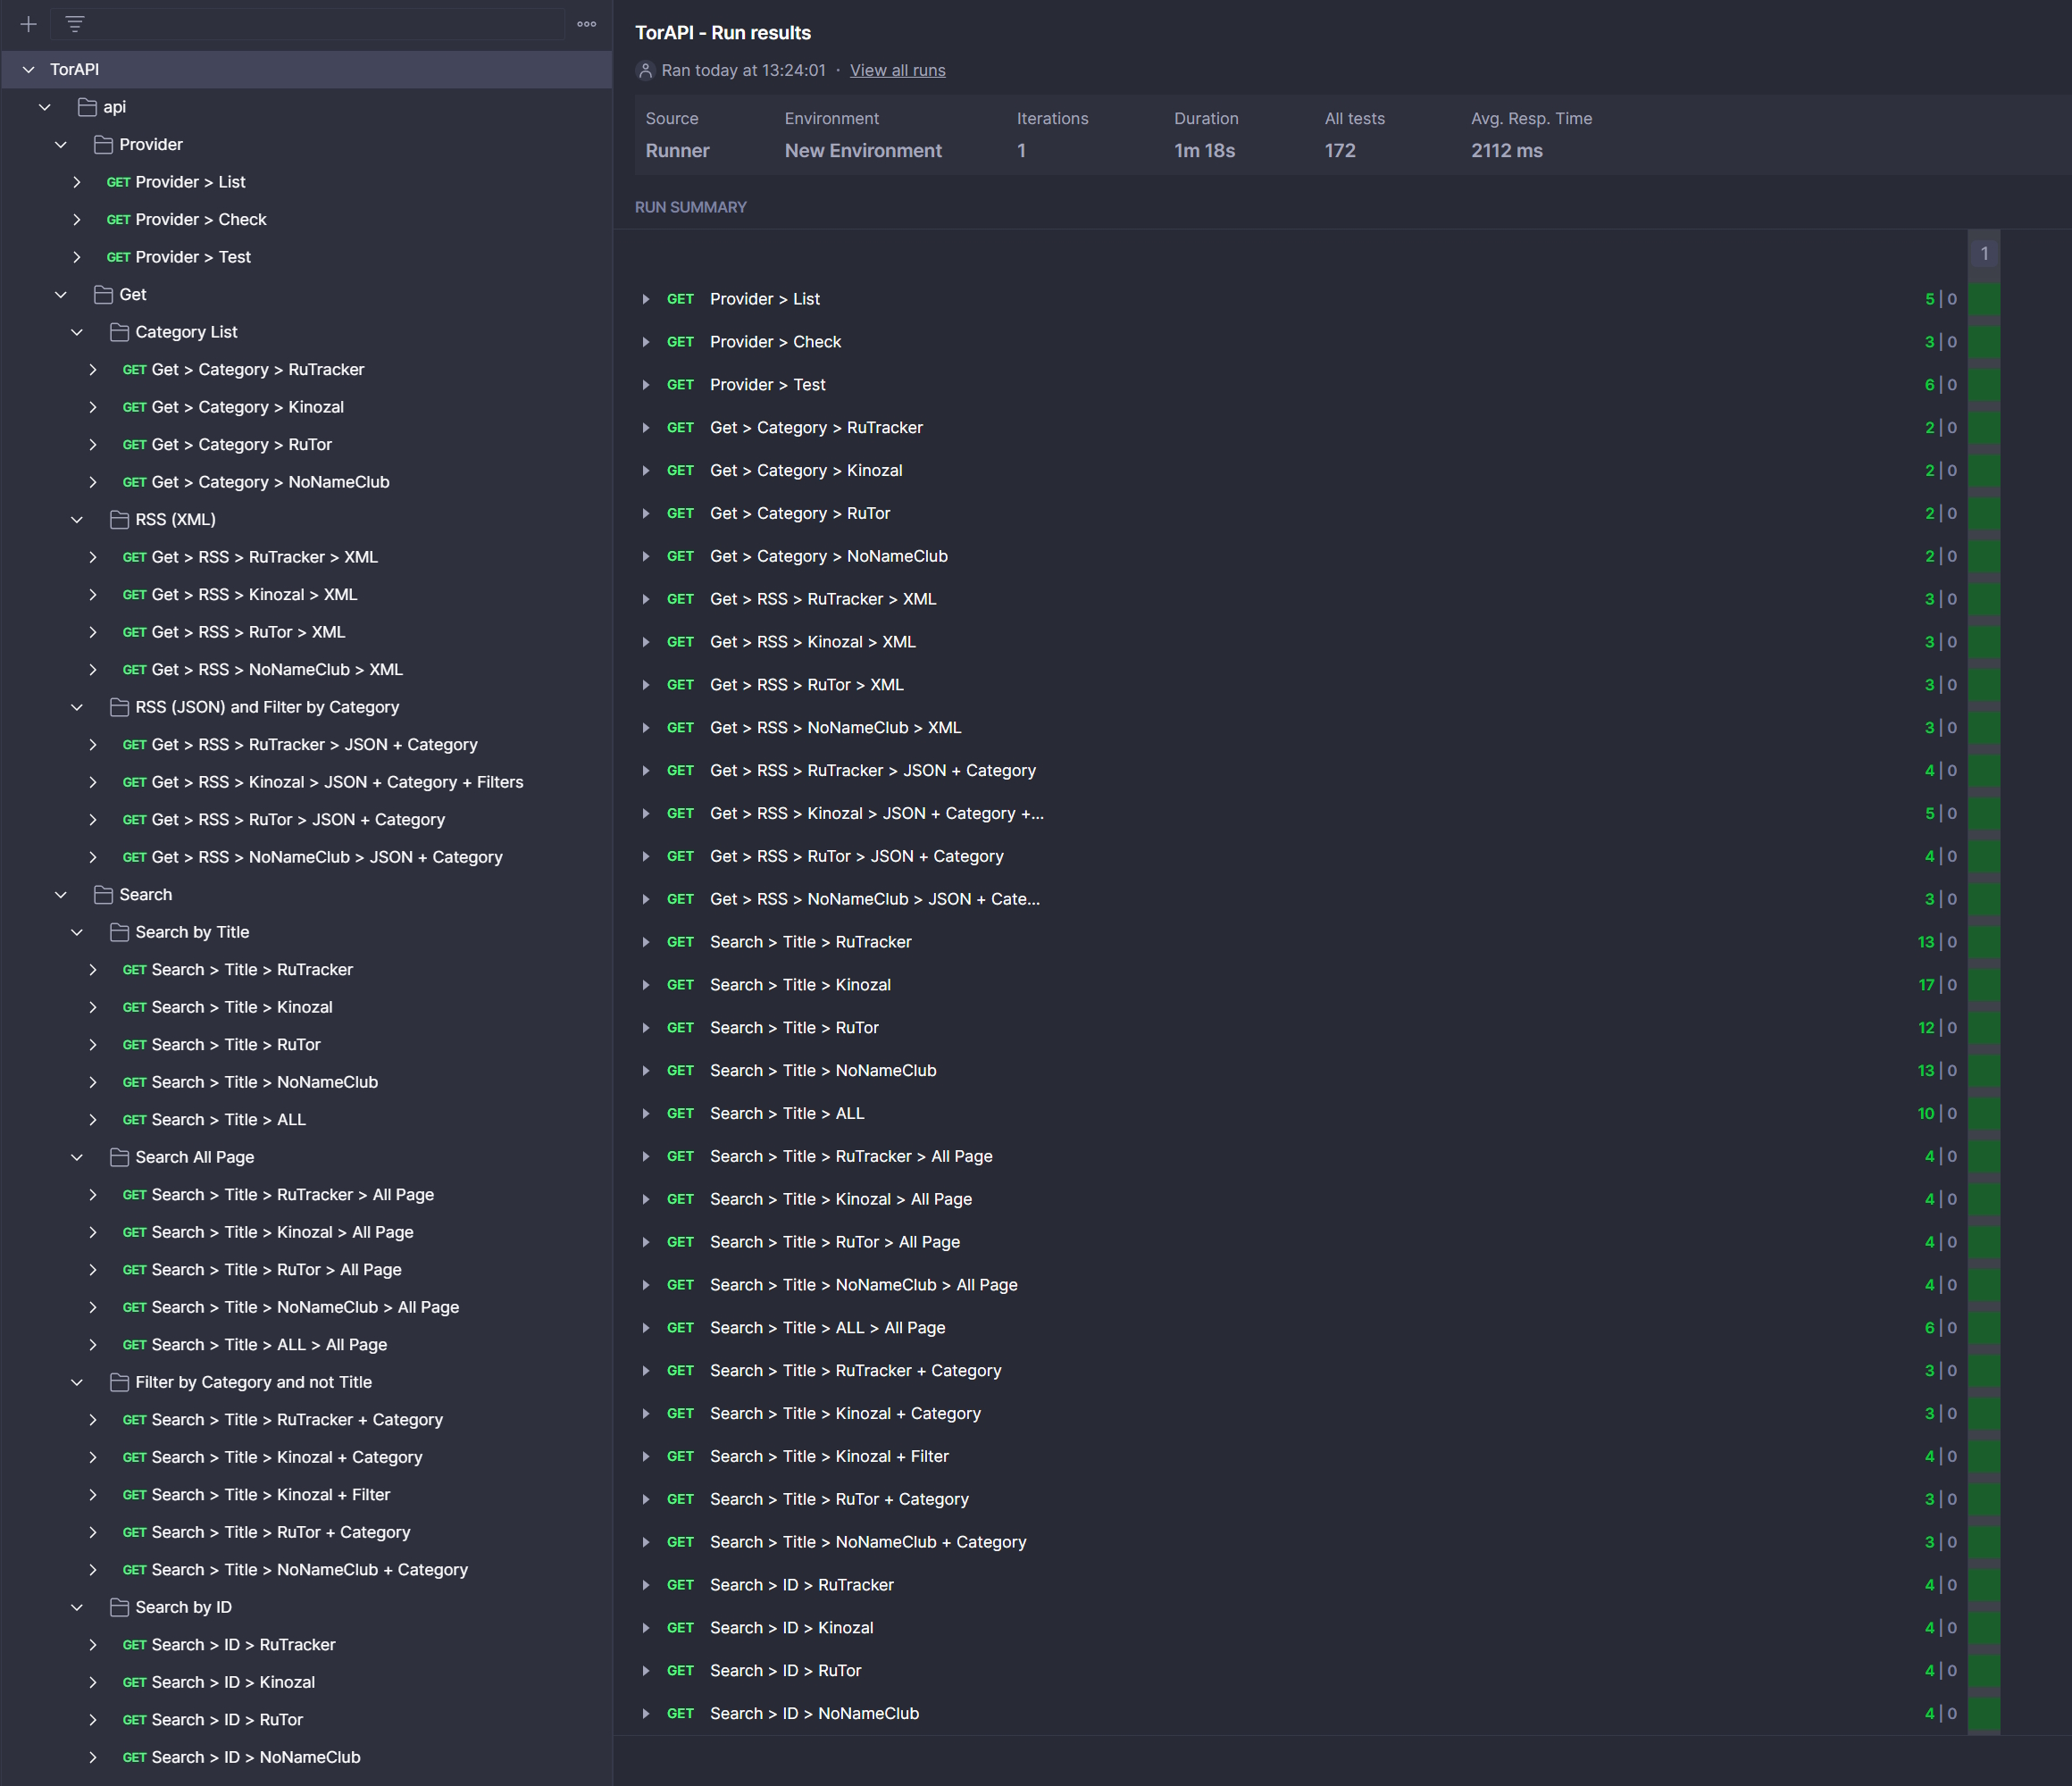 TorAPI
api
Provider
GET Provider > List
GET Provider > Check
GET Provider > Test
Get
Category List
GET Get > Category > RuTracker
GET Get > Category > Kinozal
GET Get > Category > RuTor
GET Get > Category > NoNameClub
RSS (XML)
GET Get > RSS > RuTracker > XML
GET Get > RSS > Kinozal > XML
GET Get > RSS > RuTor > XML
GET Get > RSS > NoNameClub > XML
RSS (JSON) and Filter by Category
GET Get > RSS > RuTracker > JSON + Category
GET Get > RSS > Kinozal > JSON + Category + Filters
GET Get > RSS > RuTor > JSON + Category
GET Get > RSS > NoNameClub > JSON + Category
Search
Search by Title
GET Search > Title > RuTracker
GET Search > Title > Kinozal
GET Search > Title > RuTor
GET Search > Title > NoNameClub
GET Search > Title > ALL
Search All Page
GET Search > Title > RuTracker > All Page
GET Search > Title > Kinozal > All Page
GET Search > Title > RuTor > All Page
GET Search > Title > NoNameClub > All Page
GET Search > Title > ALL > All Page
Filter by Category and not Title
GET Search > Title > RuTracker + Category
GET Search > Title > Kinozal + Category
GET Search > Title > Kinozal + Filter
GET Search > Title > RuTor + Category
GET Search > Title > NoNameClub + Category
Search by ID
GET Search > ID > RuTracker
GET Search > ID > Kinozal
GET Search > ID > RuTor
GET Search > ID > NoNameClub
TorAPI - Run results
Ran today at 13:24:01 · View all runs
Source Environment Iterations Duration All tests Avg. Resp. Time
Runner New Environment 1 1m 18s 172 2112 ms
RUN SUMMARY
1
GET Provider > List 5 | 0
GET Provider > Check 3 | 0
GET Provider > Test 6 | 0
GET Get > Category > RuTracker 2 | 0
GET Get > Category > Kinozal 2 | 0
GET Get > Category > RuTor 2 | 0
GET Get > Category > NoNameClub 2 | 0
GET Get > RSS > RuTracker > XML 3 | 0
GET Get > RSS > Kinozal > XML 3 | 0
GET Get > RSS > RuTor > XML 3 | 0
GET Get > RSS > NoNameClub > XML 3 | 0
GET Get > RSS > RuTracker > JSON + Category 4 | 0
GET Get > RSS > Kinozal > JSON + Category +... 5 | 0
GET Get > RSS > RuTor > JSON + Category 4 | 0
GET Get > RSS > NoNameClub > JSON + Cate... 3 | 0
GET Search > Title > RuTracker 13 | 0
GET Search > Title > Kinozal 17 | 0
GET Search > Title > RuTor 12 | 0
GET Search > Title > NoNameClub 13 | 0
GET Search > Title > ALL 10 | 0
GET Search > Title > RuTracker > All Page 4 | 0
GET Search > Title > Kinozal > All Page 4 | 0
GET Search > Title > RuTor > All Page 4 | 0
GET Search > Title > NoNameClub > All Page 4 | 0
GET Search > Title > ALL > All Page 6 | 0
GET Search > Title > RuTracker + Category 3 | 0
GET Search > Title > Kinozal + Category 3 | 0
GET Search > Title > Kinozal + Filter 4 | 0
GET Search > Title > RuTor + Category 3 | 0
GET Search > Title > NoNameClub + Category 3 | 0
GET Search > ID > RuTracker 4 | 0
GET Search > ID > Kinozal 4 | 0
GET Search > ID > RuTor 4 | 0
GET Search > ID > NoNameClub 4 | 0